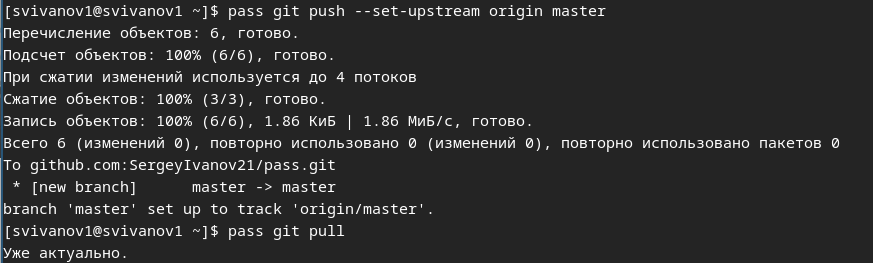 [svivanov1@svivanov1 ~]$ pass git push --set-upstream origin master
Перечисление объектов: 6, готово.
Подсчет объектов: 100% (6/6), готово.
При сжатии изменений используется до 4 потоков
Сжатие объектов: 100% (3/3), готово.
Запись объектов: 100% (6/6), 1.86 КиБ | 1.86 МиБ/с, готово.
Всего 6 (изменений 0), повторно использовано 0 (изменений 0), повторно использовано пакетов 0
To github.com:SergeyIvanov21/pass.git
 * [new branch]      master -> master
branch 'master' set up to track 'origin/master'.
[svivanov1@svivanov1 ~]$ pass git pull
Уже актуально.